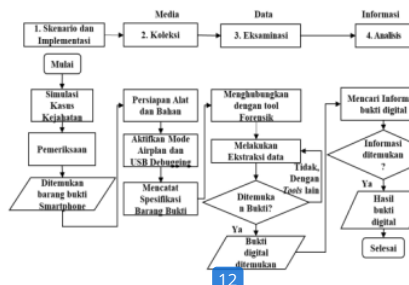 Media
Data
Informasi
1. Skenario dan
Implementasi
2. Koleksi
3. Eksaminasi
4. Analisis
Mulai
Simulasi
Kasus
Kejahatan
Pemeriksaan
Ditemukan
barang bukti
Smartphone
Persiapan Alat
dan Bahan
Aktifkan Mode
Airplan dan
USB Debugging
Mencatat
Spesifikasi
Barang Bukti
Menghubungkan
dengan tool
Forensik
Melakukan
Ekstraksi data
Tidak,
Dengan
Tools lain
Ditemuka
n Bukti?
Ya
Bukti
digital
ditemukan
Mencari Inform
bukti digital
Informasi
ditemukan
?
Ya
Hasil
bukti
digital
Selesai
12